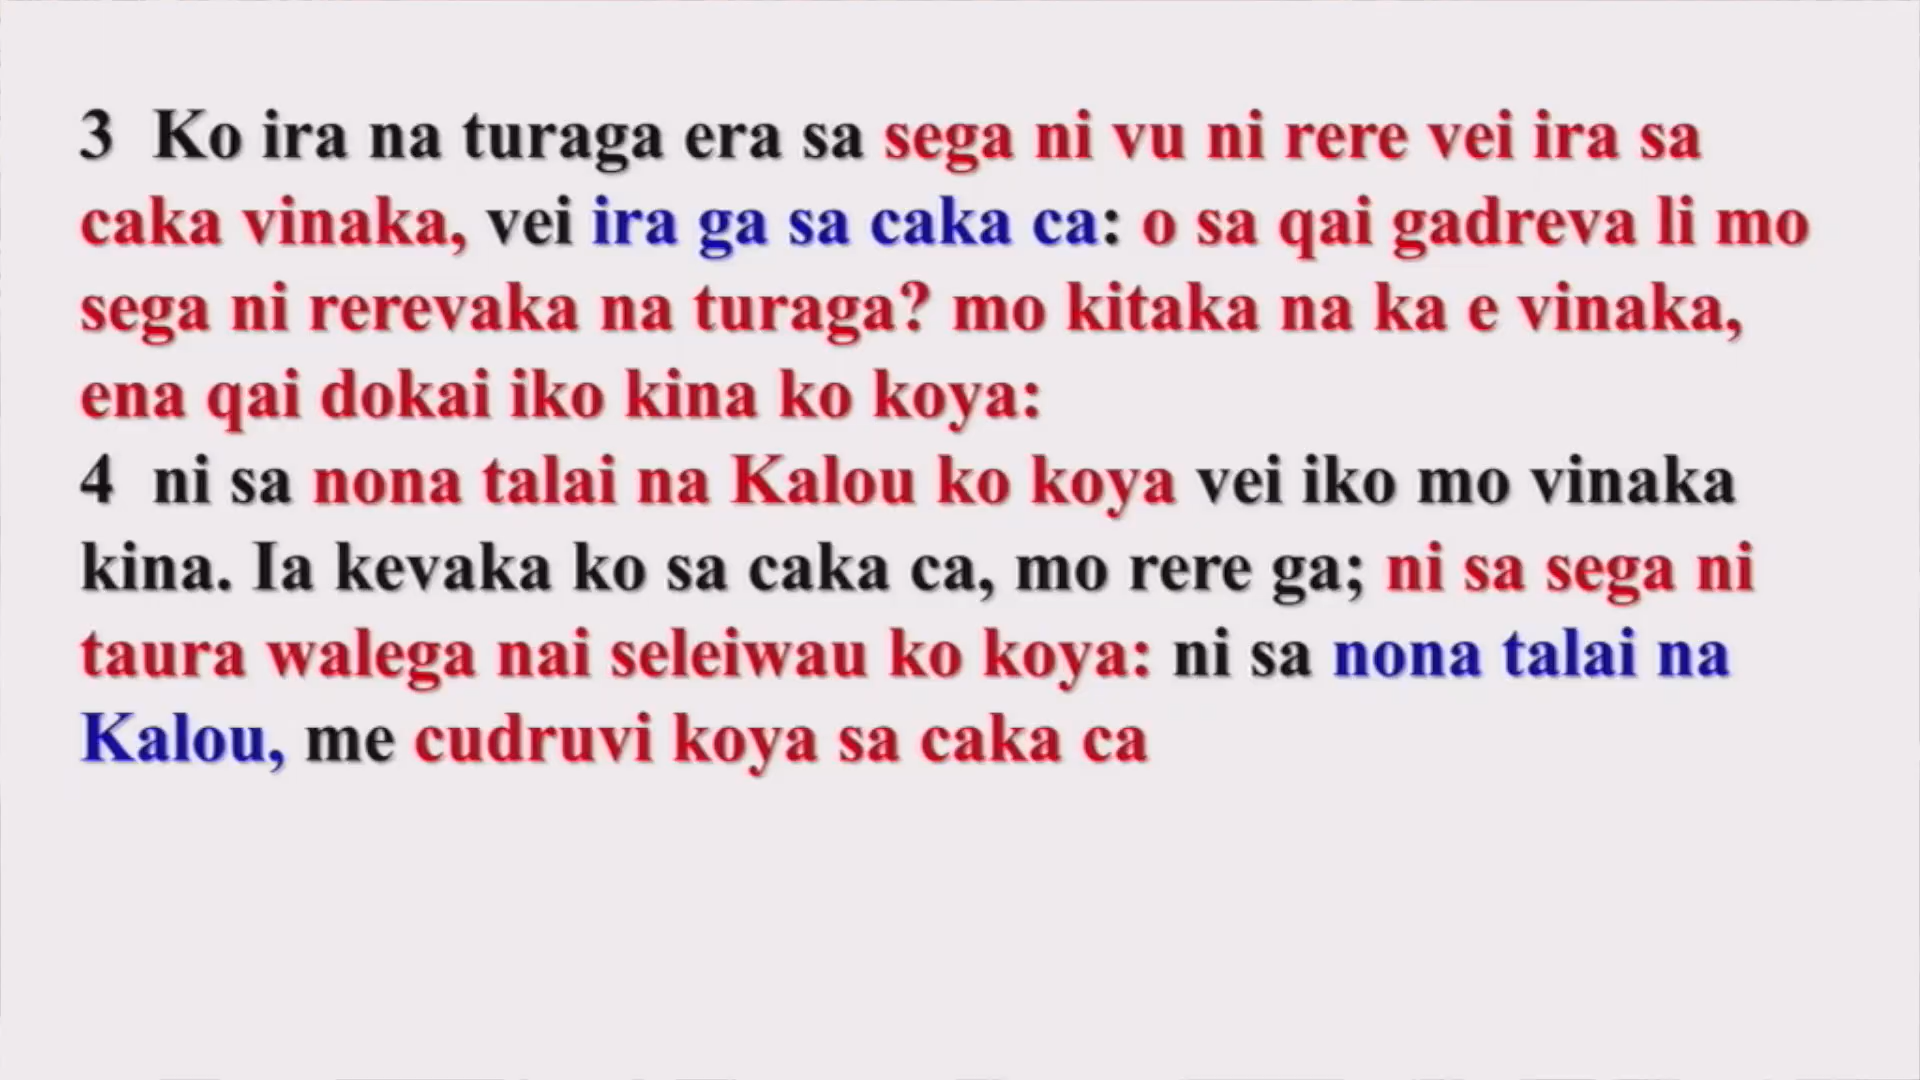 3 Ko ira na turaga era sa sega ni vu ni rere vei ira sa
caka vinaka, vei ira ga sa caka ca: o sa qai gadreva li mo
sega ni rerevaka na turaga? mo kitaka na ka e vinaka,
ena qai dokai iko kina ko koya:
4 ni sa nona talai na Kalou ko koya vei iko mo vinaka
kina. Ia kevaka ko sa caka ca, mo rere ga; ni sa sega ni
taura walega nai seleiwau ko koya: ni sa nona talai na
Kalou, me cudruvi koya sa caka ca